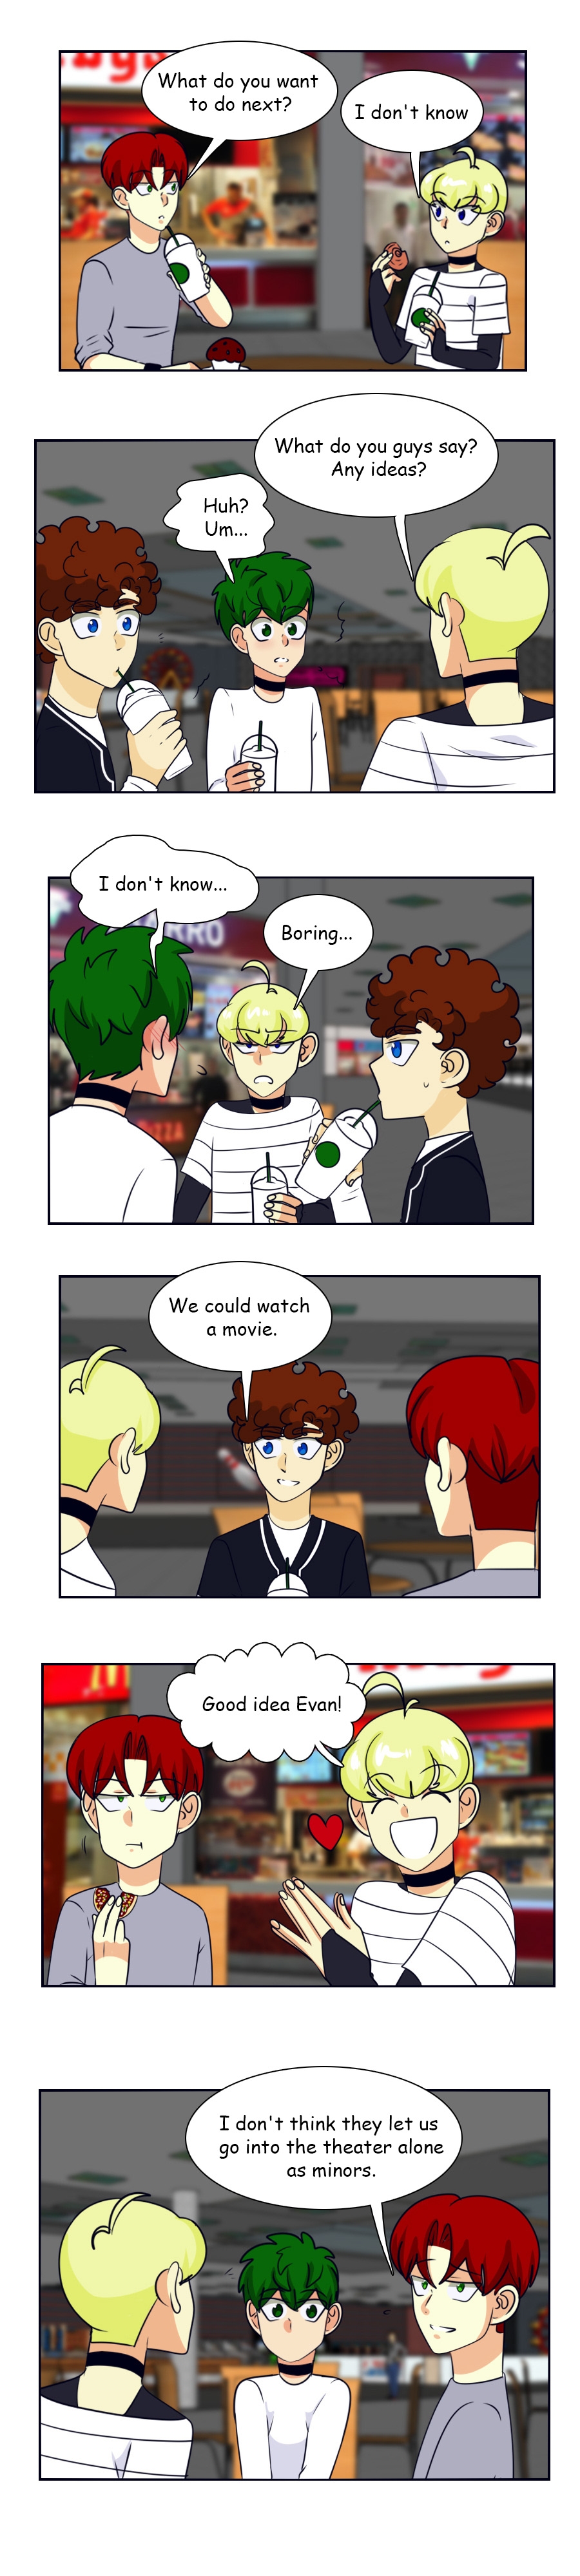 What do you want
to do next?
I don't know
What do you guys say?
Any ideas?
Huh?
Um...
I don't know...
Boring...
PIZZA
We could watch
a movie.
Good idea Evan!
I don't think they let us
go into the theater alone
as minors.